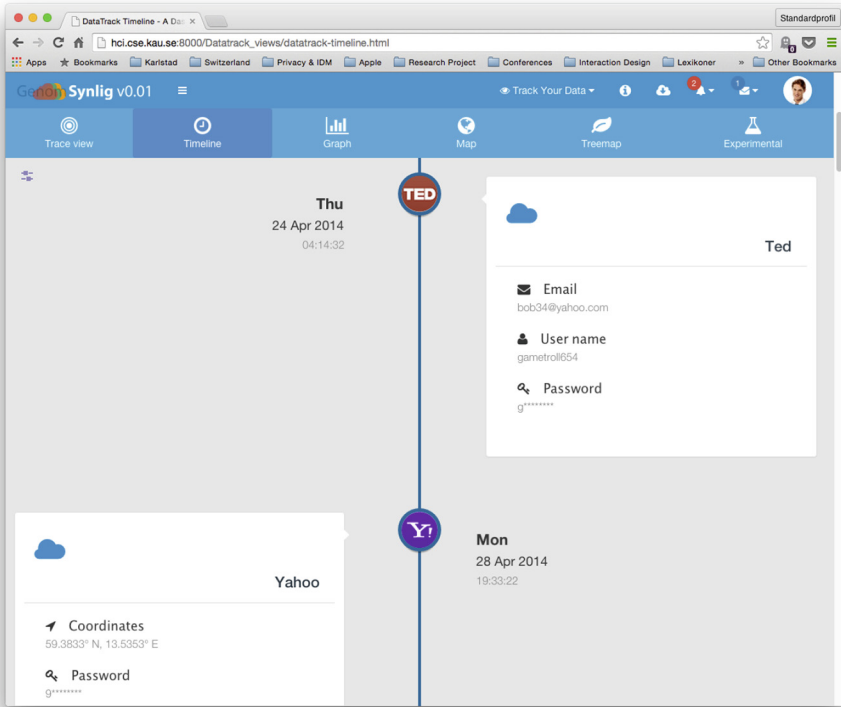 DataTrack Timeline - A Das
Standardprofil
hci.cse.kau.se:8000/Datatrack_views/datatrack-timeline.html
Apps Bookmarks Karlstad Switzerland Privacy & IDM Apple Research Project Conferences Interaction Design Lexikoner » Other Bookmarks
Genom Synlig v0.01 Track Your Data 2 1
Trace view Timeline Graph Map Treemap Experimental
TED
Thu
24 Apr 2014
04:14:32
Ted
Email
bob34@yahoo.com
User name
gametroll654
Password
g********
Y!
Mon
28 Apr 2014
19:33:22
Yahoo
Coordinates
59.3833° N, 13.5353° E
Password
g********